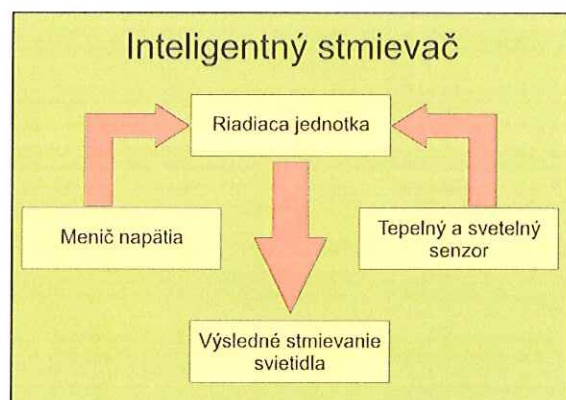 Inteligentný stmievač
Riadiaca jednotka
Menič napätia
Tepelný a svetelný
senzor
Výsledné stmievanie
svietidla